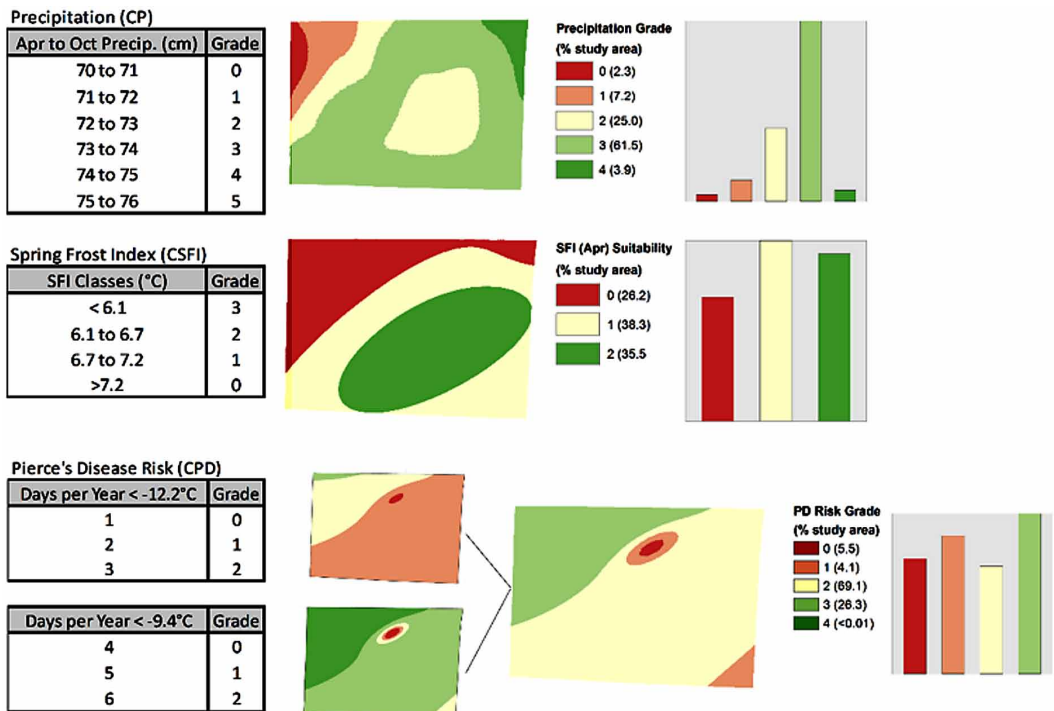 Precipitation (CP)
Apr to Oct Precip. (cm) Grade
70 to 71 0
71 to 72 1
72 to 73 2
73 to 74 3
74 to 75 4
75 to 76 5
Precipitation Grade
(% study area)
0 (2.3)
1 (7.2)
2 (25.0)
3 (61.5)
4 (3.9)
Spring Frost Index (CSFI)
SFI Classes (°C) Grade
< 6.1 3
6.1 to 6.7 2
6.7 to 7.2 1
>7.2 0
SFI (Apr) Suitability
(% study area)
0 (26.2)
1 (38.3)
2 (35.5
Pierce's Disease Risk (CPD)
Days per Year < -12.2°C Grade
1 0
2 1
3 2
Days per Year < -9.4°C Grade
4 0
5 1
6 2
PD Risk Grade
(% study area)
0 (5.5)
1 (4.1)
2 (69.1)
3 (26.3)
4 (<0.01)